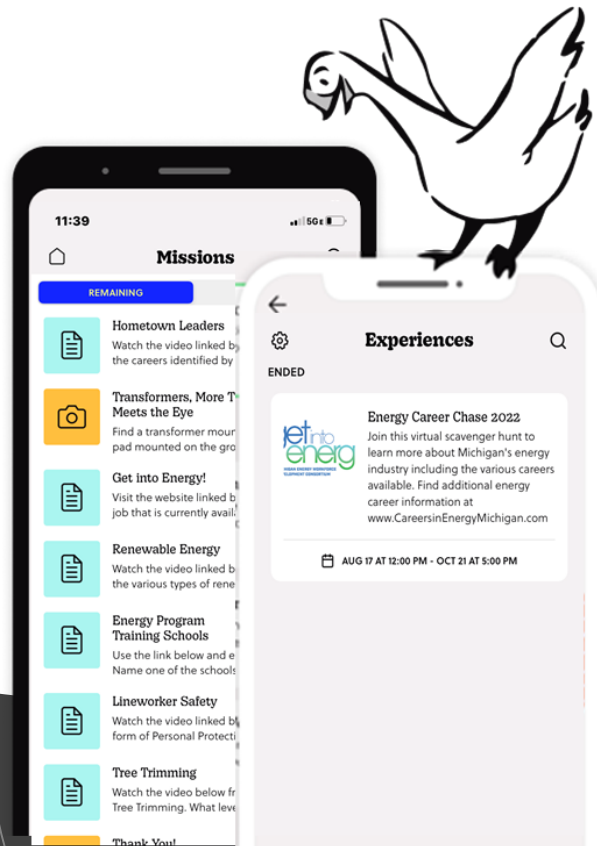 11:39
5GE
Missions
REMAINING
Hometown Leaders
Watch the video linked b
the careers identified by
Transformers, More T
Meets the Eye
Find a transformer moun
pad mounted on the gro
Get into Energy!
Visit the website linked b
job that is currently avail
Renewable Energy
Watch the video linked b
the various types of rene
Energy Program
Training Schools
Use the link below and e
Name one of the schools
Lineworker Safety
Watch the video linked b
form of Personal Protecti
Tree Trimming
Watch the video below fr
Tree Trimming. What leve
Thank You!
Experiences
ENDED
get into
energ
Energy Career Chase 2022
Join this virtual scavenger hunt to
learn more about Michigan's energy
industry including the various careers
available. Find additional energy
career information at
www.CareersinEnergyMichigan.com
AUG 17 AT 12:00 PM - OCT 21 AT 5:00 PM